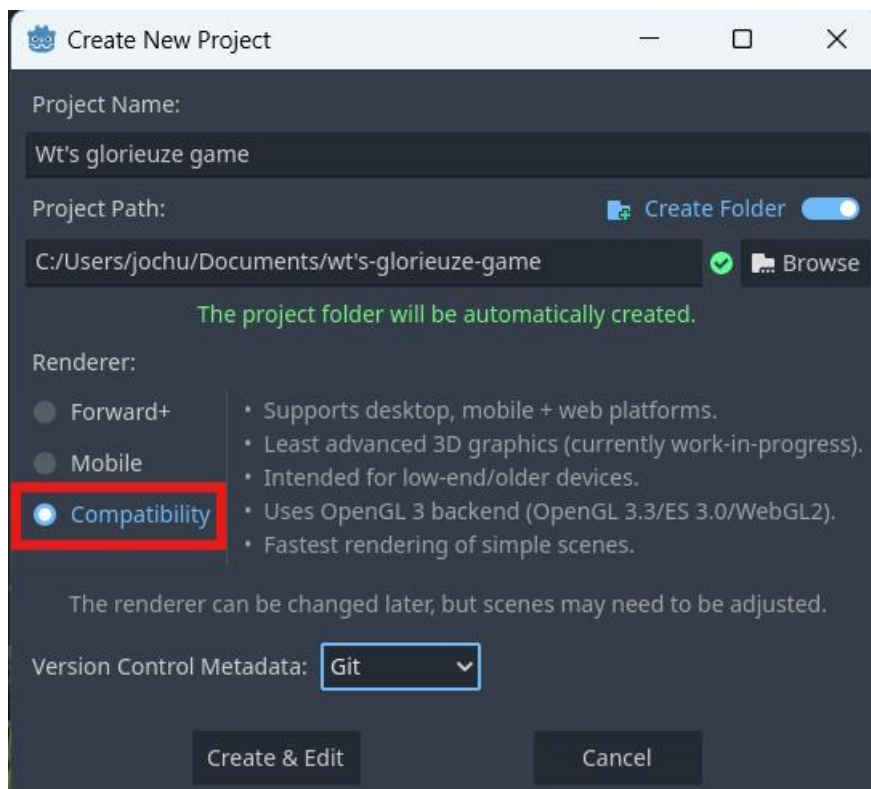 Create New Project
Project Name:
Wt's glorieuze game
Project Path:
Create Folder
C:/Users/jochu/Documents/wt's-glorieuze-game
Browse
The project folder will be automatically created.
Renderer:
Forward+
Mobile
Compatibility
• Supports desktop, mobile + web platforms.
• Least advanced 3D graphics (currently work-in-progress).
• Intended for low-end/older devices.
• Uses OpenGL 3 backend (OpenGL 3.3/ES 3.0/WebGL2).
• Fastest rendering of simple scenes.
The renderer can be changed later, but scenes may need to be adjusted.
Version Control Metadata: Git
Create & Edit
Cancel